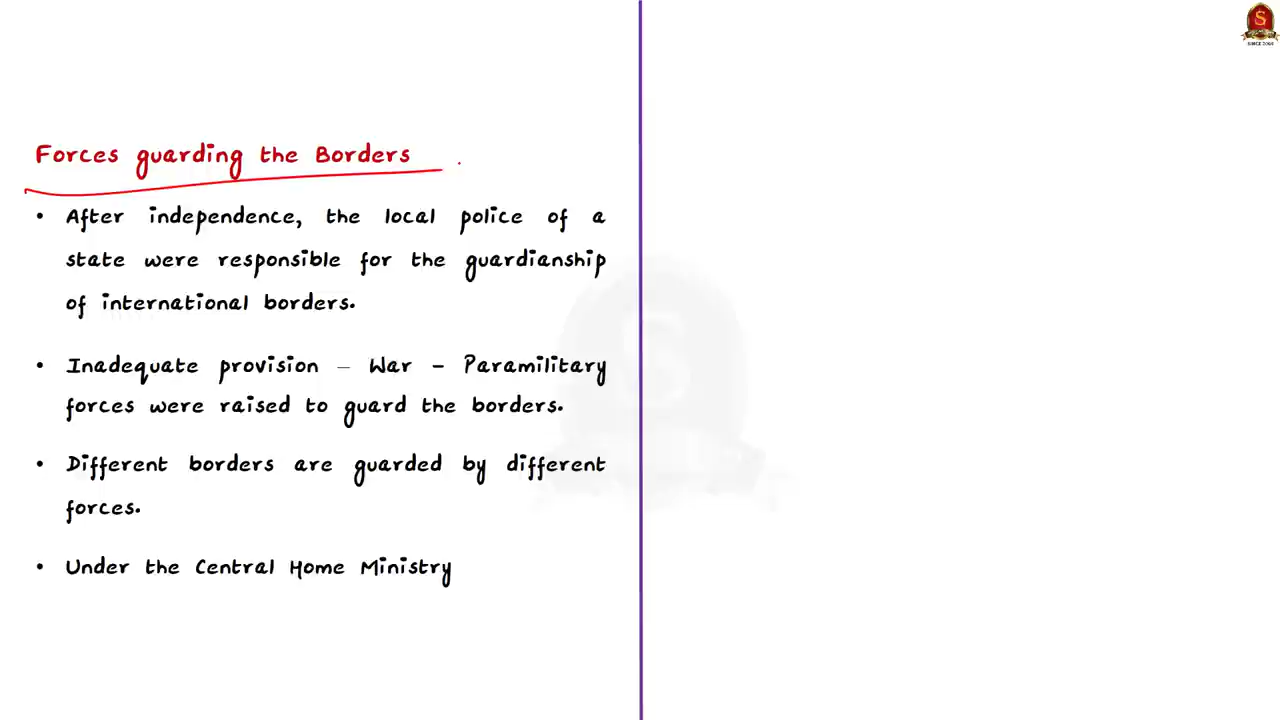 Forces guarding the Borders
• After independence, the local police of a
state were responsible for the guardianship
of international borders.
• Inadequate provision – War - Paramilitary
forces were raised to guard the borders.
• Different borders are guarded by different
forces.
• Under the Central Home Ministry
S